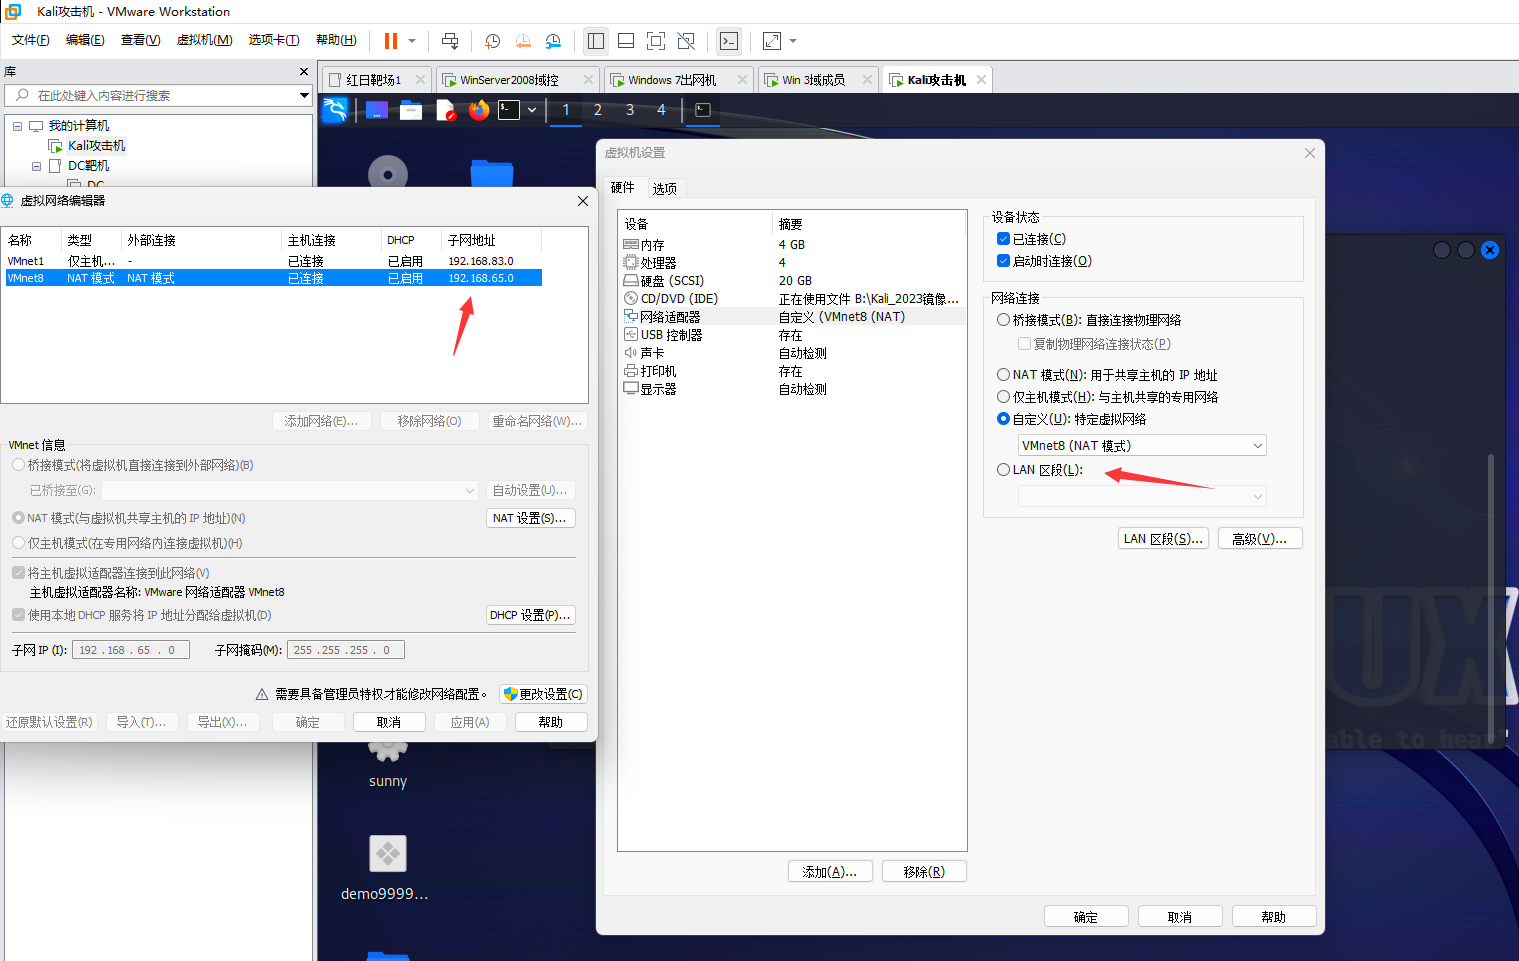 Kali攻击机 - VMware Workstation
文件(F) 编辑(E) 查看(V) 虚拟机(M) 选项卡(T) 帮助(H)
库
在此处键入内容进行搜索
我的计算机
Kali攻击机
DC靶机
DC
红日靶场1 WinServer2008域控 Windows 7出网机 Win 3域成员 Kali攻击机
1 2 3 4
虚拟网络编辑器
名称 类型 外部连接 主机连接 DHCP 子网地址
VMnet1 仅主机... - 已连接 已启用 192.168.83.0
VMnet8 NAT 模式 NAT 模式 已连接 已启用 192.168.65.0
添加网络(E)... 移除网络(O) 重命名网络(W)...
VMnet 信息
桥接模式(将虚拟机直接连接到外部网络)(B)
已桥接至(G): 自动设置(U)...
NAT 模式(与虚拟机共享主机的 IP 地址)(N) NAT 设置(S)...
仅主机模式(在专用网络内连接虚拟机)(H)
将主机虚拟适配器连接到此网络(V)
主机虚拟适配器名称: VMware 网络适配器 VMnet8
使用本地 DHCP 服务将 IP 地址分配给虚拟机(D) DHCP 设置(P)...
子网 IP (I): 192 . 168 . 65 . 0 子网掩码(M): 255 . 255 . 255 . 0
需要具备管理员特权才能修改网络配置。 更改设置(C)
还原默认设置(R) 导入(T)... 导出(X)... 确定 取消 应用(A) 帮助
虚拟机设置
硬件 选项
设备 摘要
内存 4 GB
处理器 4
硬盘 (SCSI) 20 GB
CD/DVD (IDE) 正在使用文件 B:\Kali_2023镜像...
网络适配器 自定义 (VMnet8 (NAT)
USB 控制器 存在
声卡 自动检测
打印机 存在
显示器 自动检测
添加(A)... 移除(R)
设备状态
已连接(C)
启动时连接(O)
网络连接
桥接模式(B): 直接连接物理网络
复制物理网络连接状态(P)
NAT 模式(N): 用于共享主机的 IP 地址
仅主机模式(H): 与主机共享的专用网络
自定义(U): 特定虚拟网络
VMnet8 (NAT 模式)
LAN 区段(L):
LAN 区段(S)... 高级(V)...
确定 取消 帮助
UX
able to hear"
sunny
demo9999...